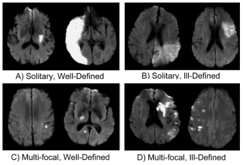 A) Solitary, Well-Defined
B) Solitary, Ill-Defined
C) Multi-focal, Well-Defined
D) Multi-focal, Ill-Defined